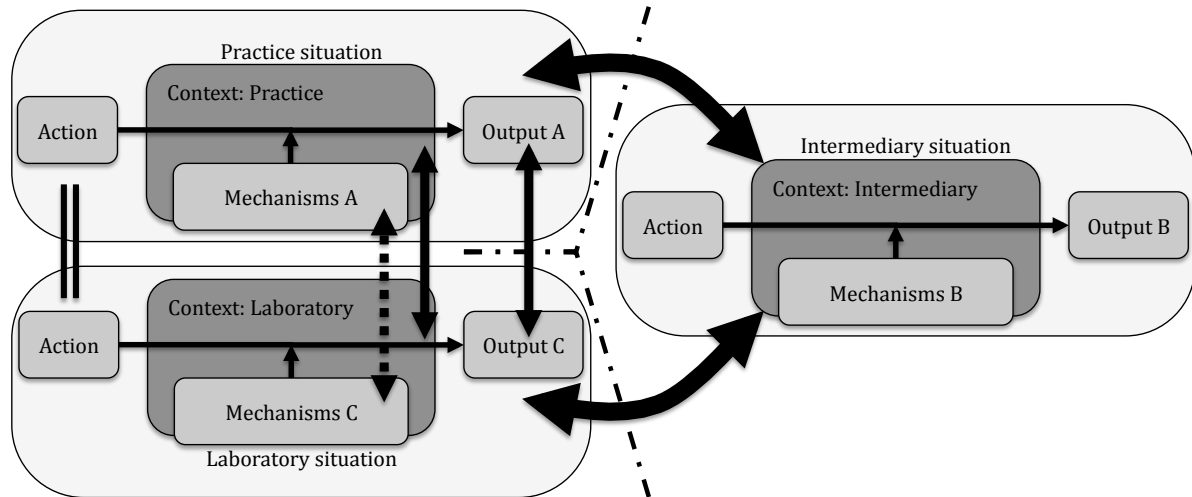 Practice situation
Context: Practice
Action
Output A
Mechanisms A
Context: Laboratory
Action
Output C
Mechanisms C
Laboratory situation
Intermediary situation
Context: Intermediary
Action
Output B
Mechanisms B